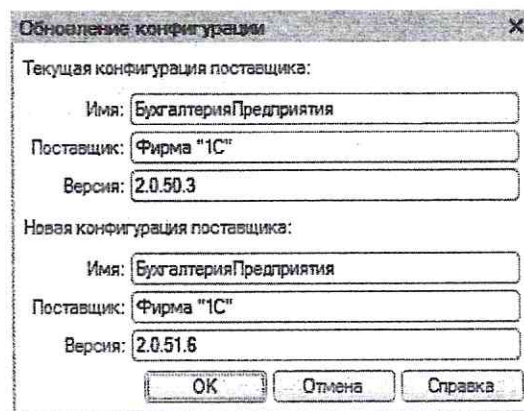 Обновление конфигурации
Текущая конфигурация поставщика:
Имя: БухгалтерияПредприятия
Поставщик: Фирма "1С"
Версия: 2.0.50.3
Новая конфигурация поставщика:
Имя: БухгалтерияПредприятия
Поставщик: Фирма "1С"
Версия: 2.0.51.6
OK Отмена Справка